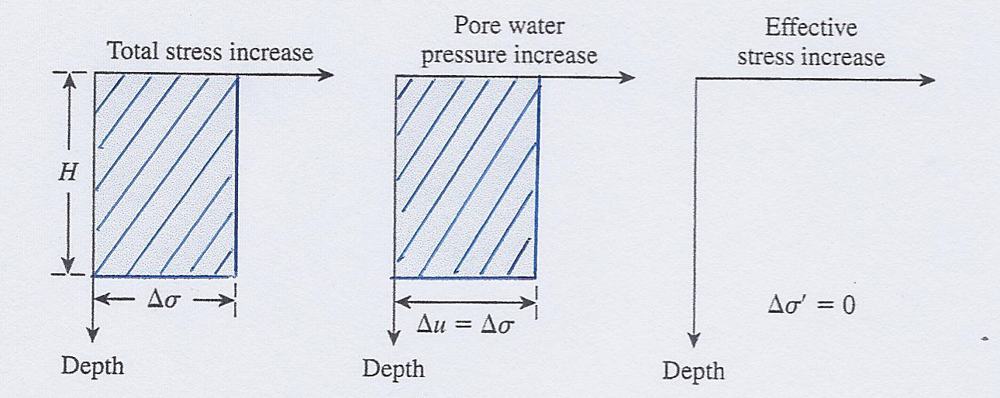 Total stress increase
H
Δσ
Depth
Pore water
pressure increase
Δu = Δσ
Depth
Effective
stress increase
Δσ′ = 0
Depth